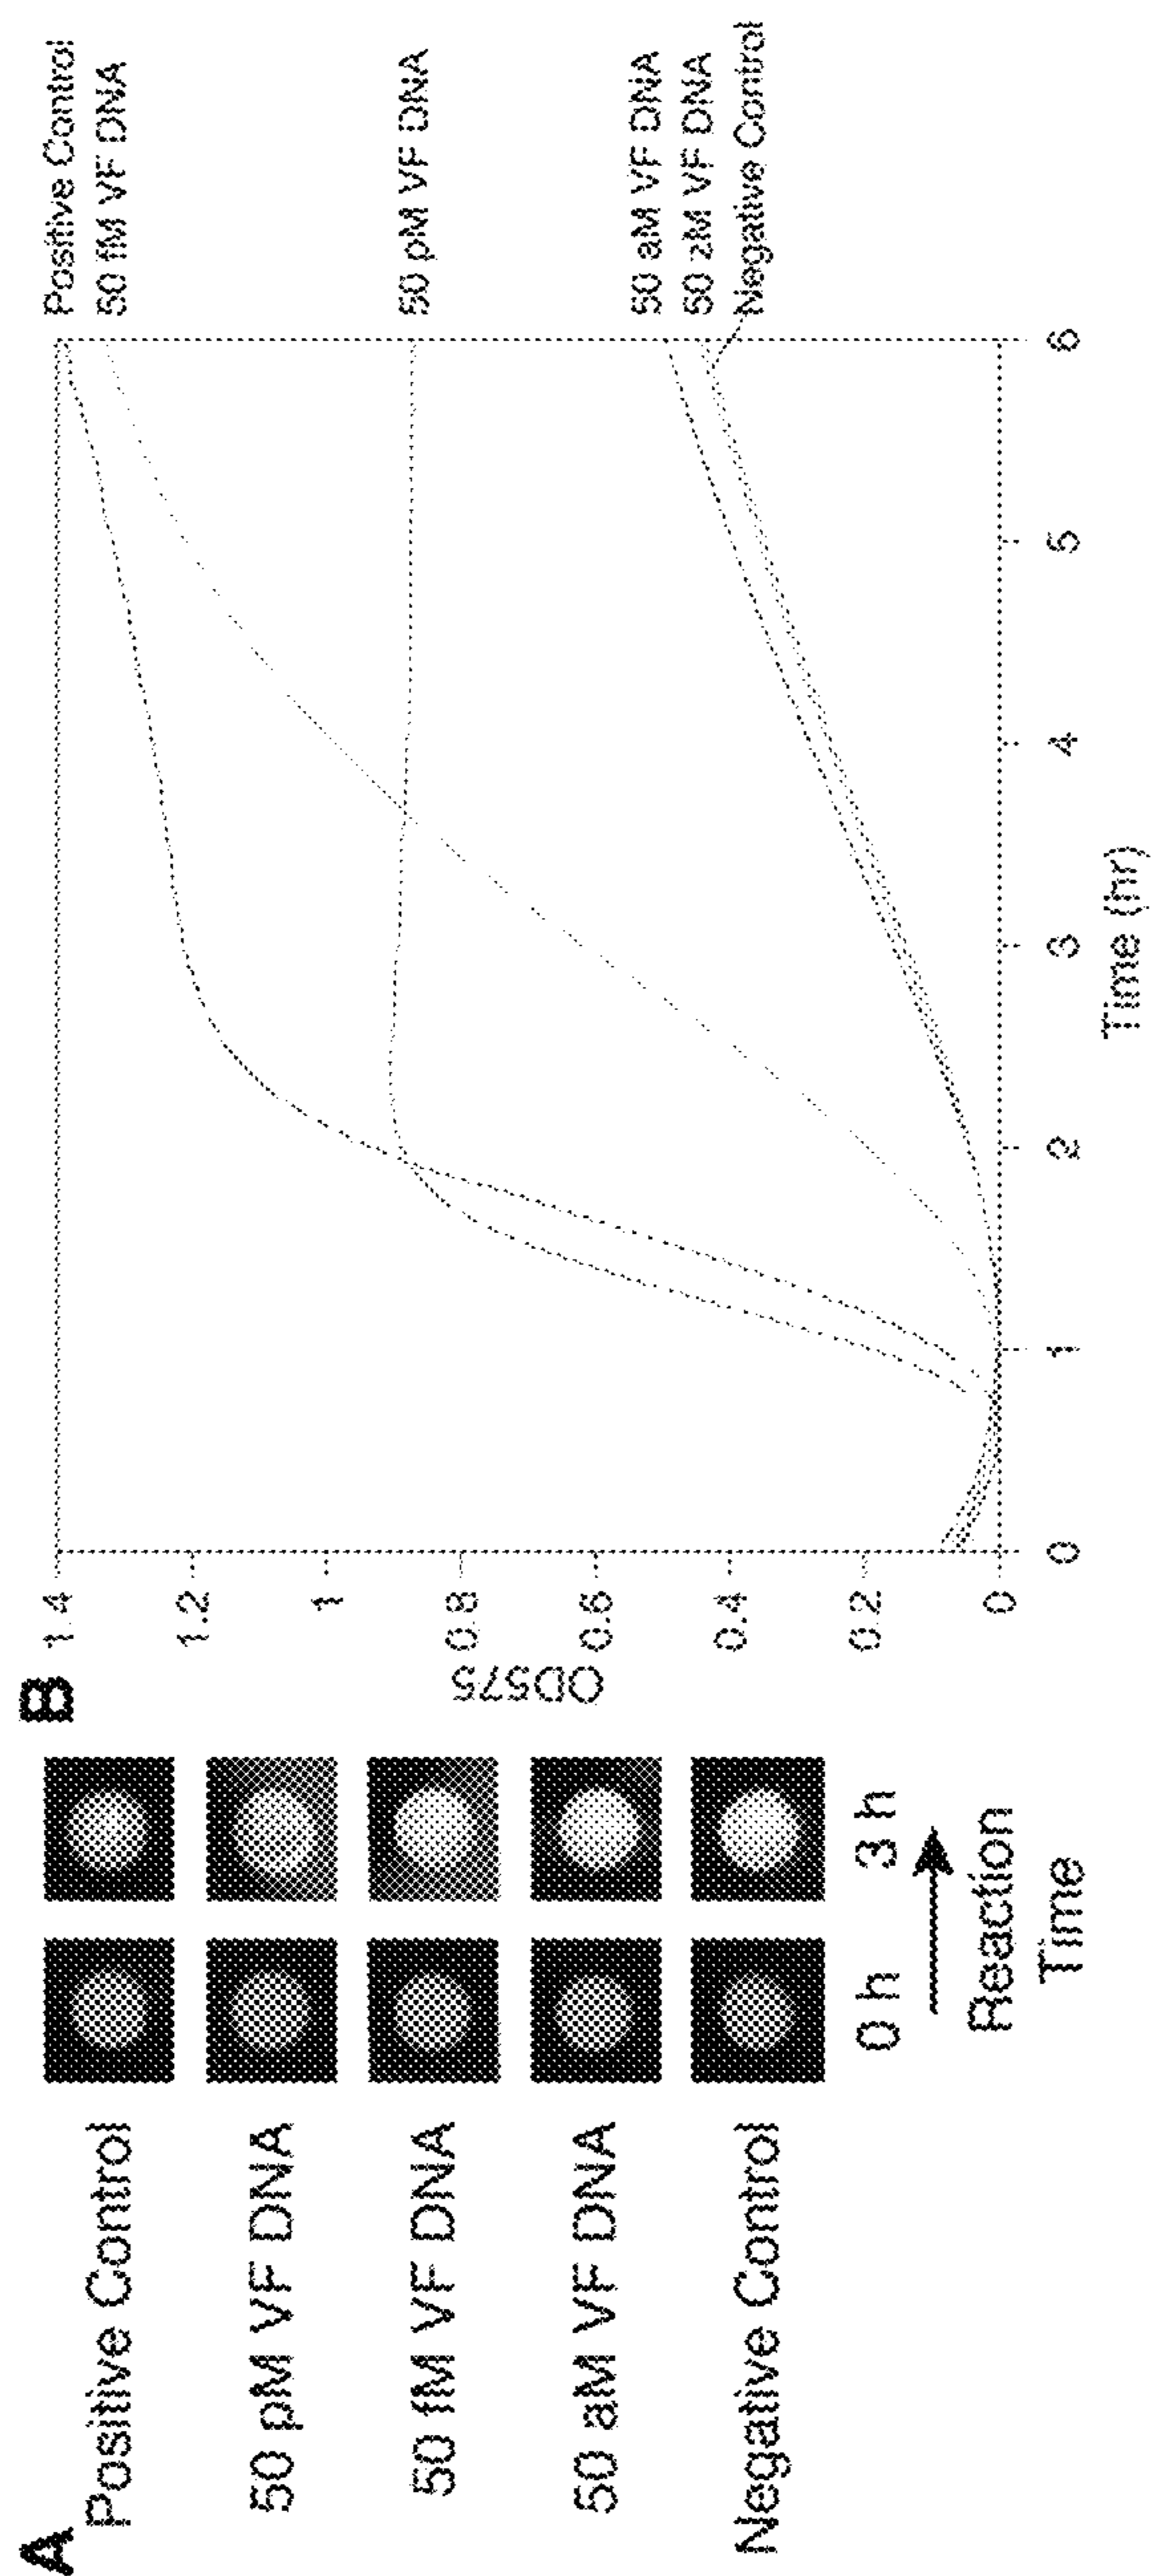 A
Positive Control
50 pM VF DNA
50 fM VF DNA
50 aM VF DNA
Negative Control
0 h 3 h
Reaction
Time
B
OD575
1.4
1.2
1
0.8
0.6
0.4
0.2
0
0 1 2 3 4 5 6
Time (hr)
Positive Control
50 fM VF DNA
50 pM VF DNA
50 aM VF DNA
50 zM VF DNA
Negative Control